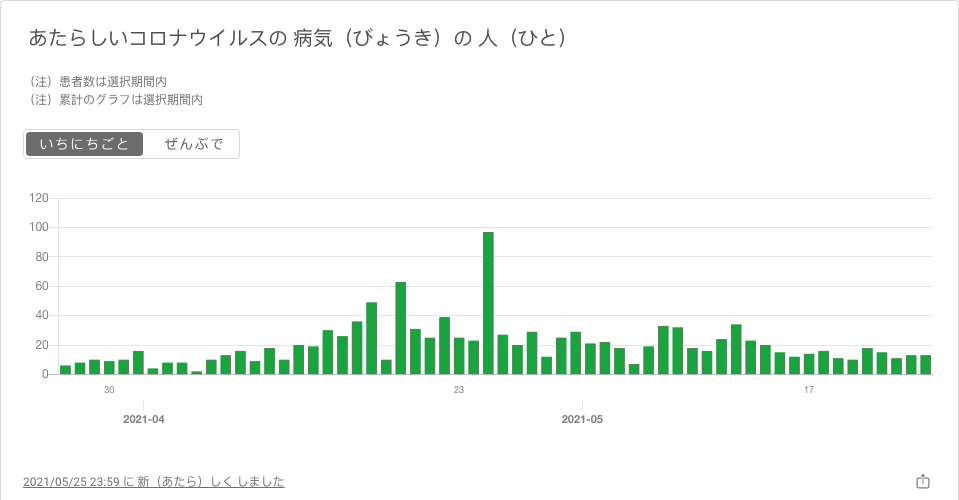 あたらしいコロナウイルスの 病気（びょうき）の 人（ひと）
（注）患者数は選択期間内
（注）累計のグラフは選択期間内
いちにちごと ぜんぶで
120
100
80
60
40
20
0
30 23 17
2021-04 2021-05
2021/05/25 23:59 に 新（あたら）しく しました